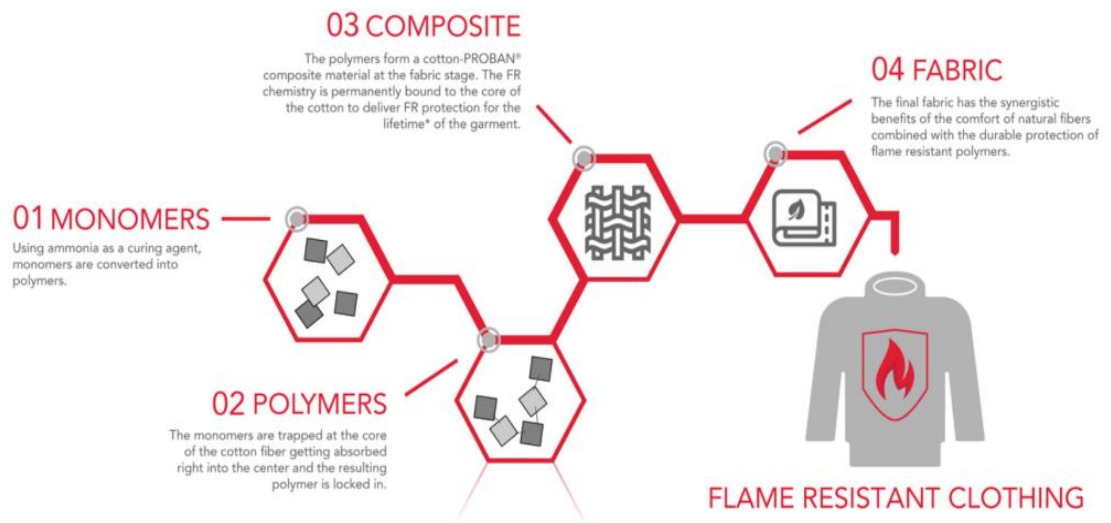 01 MONOMERS
Using ammonia as a curing agent,
monomers are converted into
polymers.
02 POLYMERS
The monomers are trapped at the core
of the cotton fiber getting absorbed
right into the center and the resulting
polymer is locked in.
03 COMPOSITE
The polymers form a cotton-PROBAN®
composite material at the fabric stage. The FR
chemistry is permanently bound to the core of
the cotton to deliver FR protection for the
lifetime* of the garment.
04 FABRIC
The final fabric has the synergistic
benefits of the comfort of natural fibers
combined with the durable protection of
flame resistant polymers.
FLAME RESISTANT CLOTHING